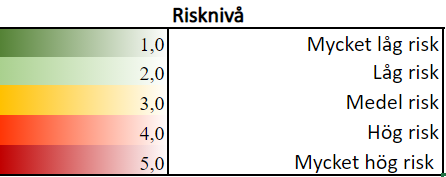 Risknivå
1,0 Mycket låg risk
2,0 Låg risk
3,0 Medel risk
4,0 Hög risk
5,0 Mycket hög risk